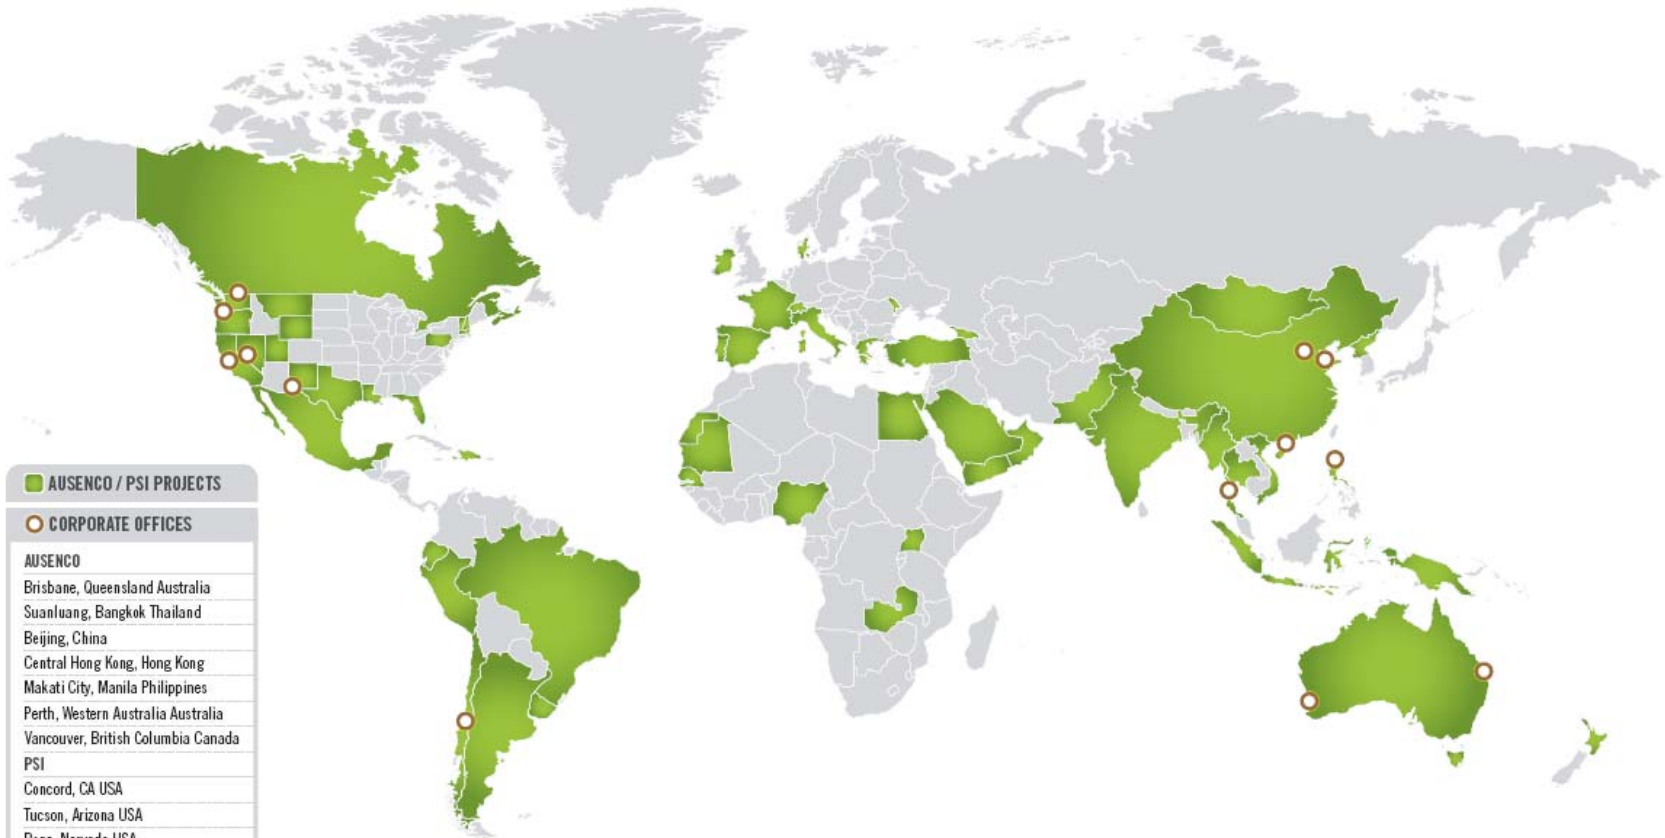 AUSENCO / PSI PROJECTS
CORPORATE OFFICES
AUSENCO
Brisbane, Queensland Australia
Suanluang, Bangkok Thailand
Beijing, China
Central Hong Kong, Hong Kong
Makati City, Manila Philippines
Perth, Western Australia Australia
Vancouver, British Columbia Canada
PSI
Concord, CA USA
Tucson, Arizona USA